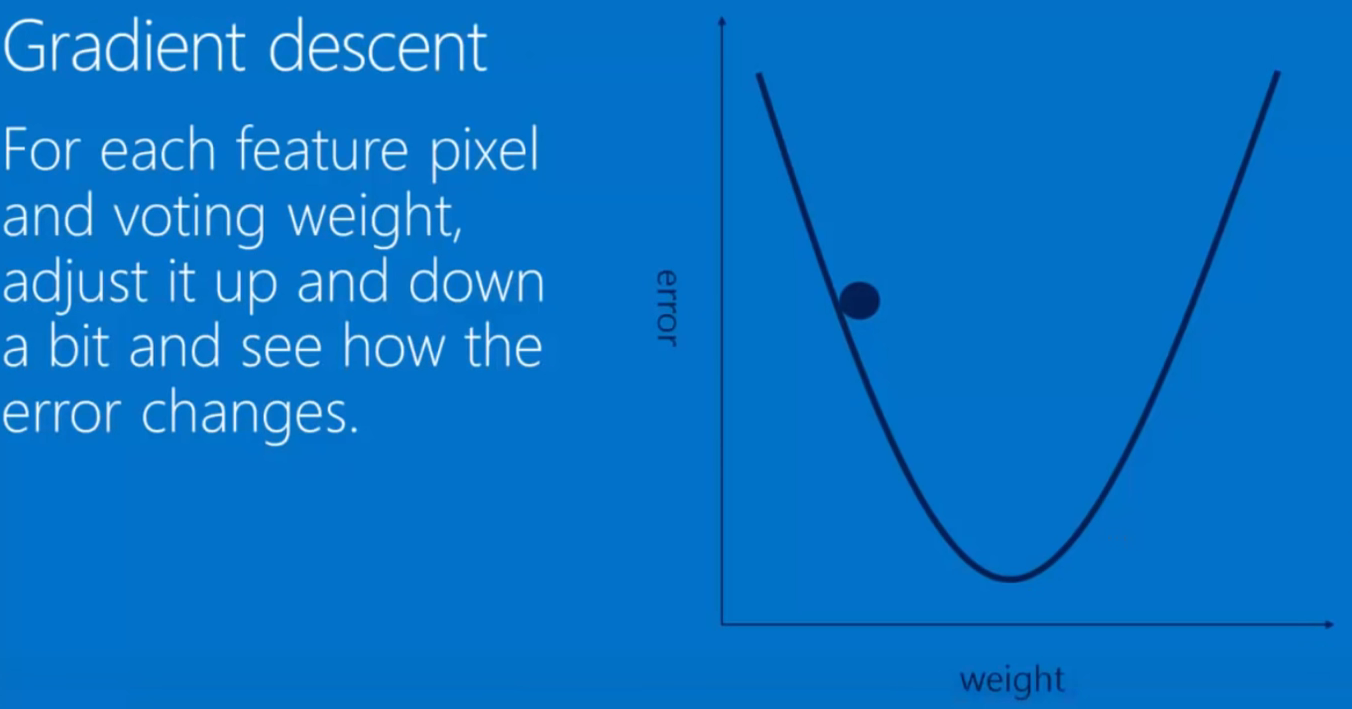 Gradient descent
For each feature pixel
and voting weight,
adjust it up and down
a bit and see how the
error changes.
error
weight